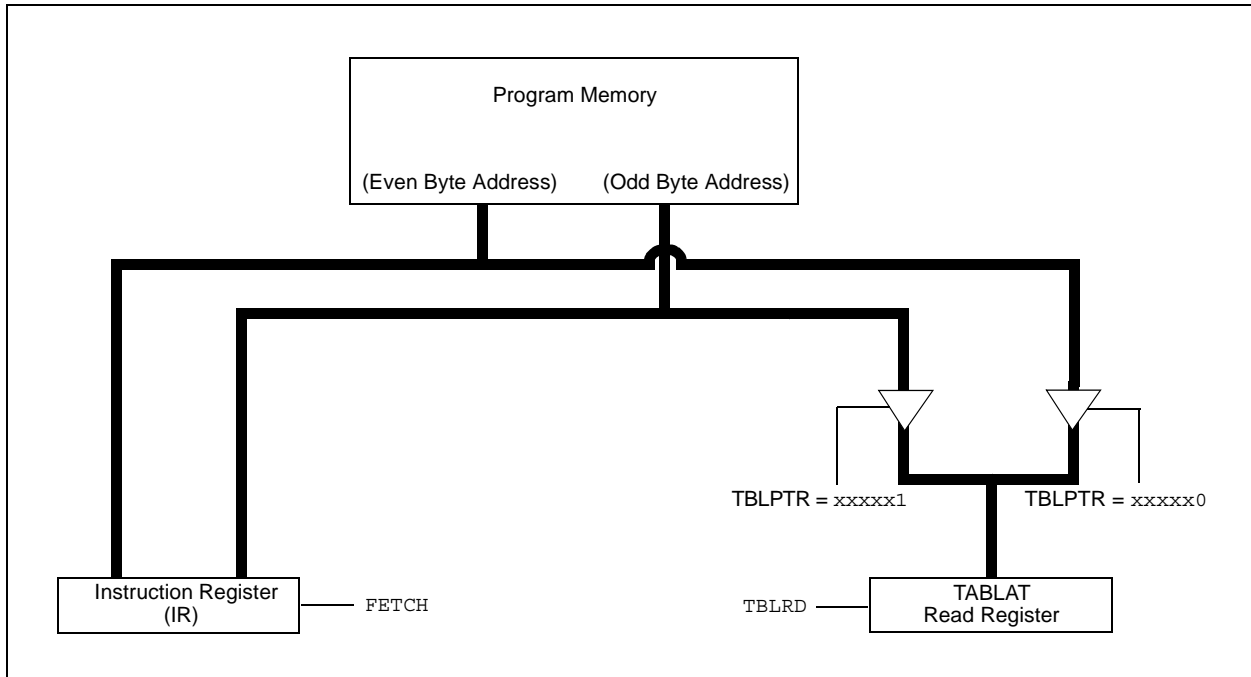 Program Memory
(Even Byte Address) (Odd Byte Address)
TBLPTR = xxxxx1
TBLPTR = xxxxx0
Instruction Register
(IR)
FETCH
TBLRD
TABLAT
Read Register